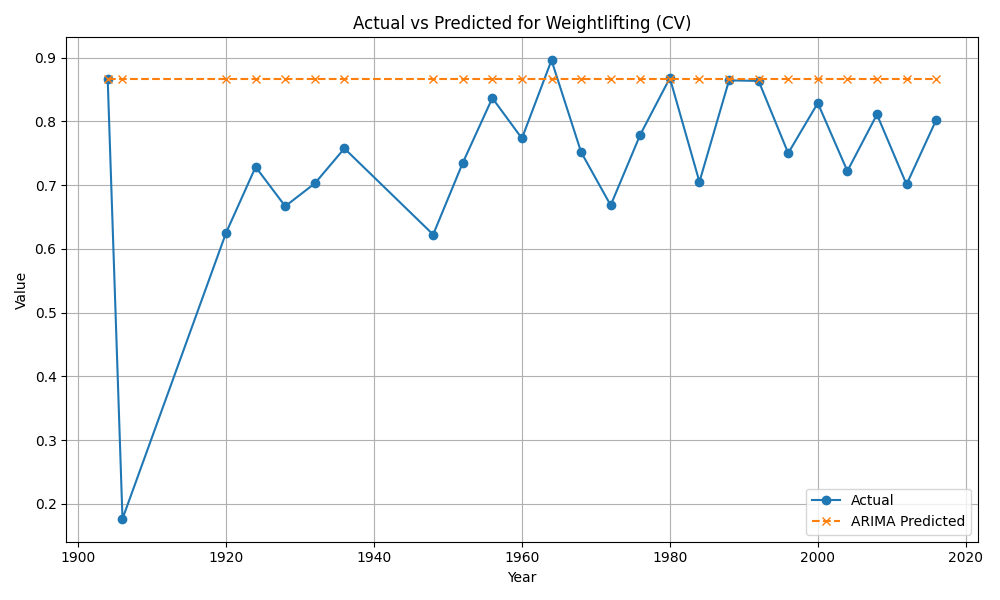 Actual vs Predicted for Weightlifting (CV)
0.9
0.8
0.7
0.6
0.5
0.4
0.3
0.2
Value
1900 1920 1940 1960 1980 2000 2020
Year
Actual
ARIMA Predicted